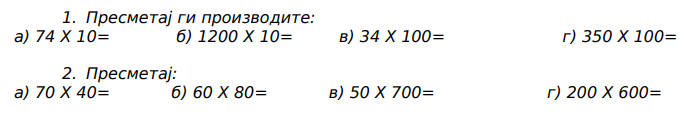 1. Пресметај ги производите:
а) 74 X 10= б) 1200 X 10= в) 34 X 100= г) 350 X 100=
2. Пресметај:
а) 70 X 40= б) 60 X 80= в) 50 X 700= г) 200 X 600=